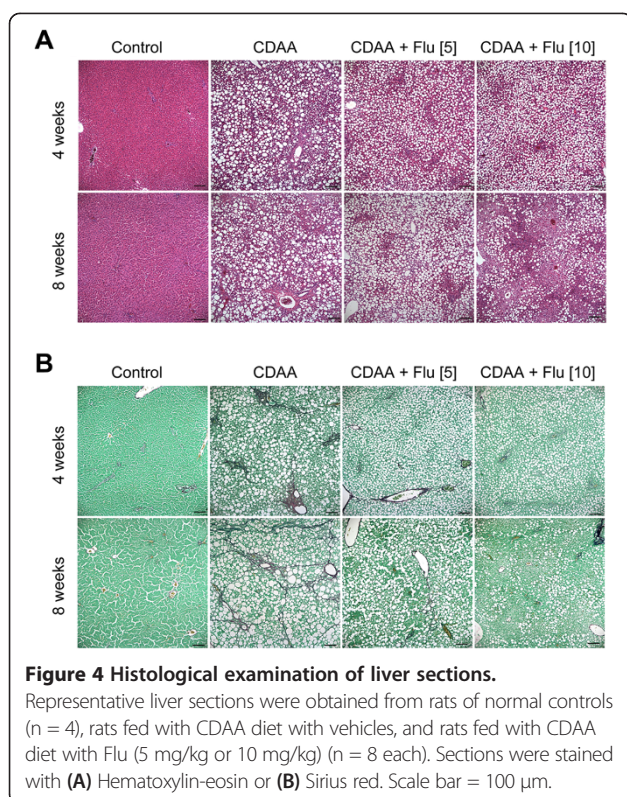 A
Control CDAA CDAA + Flu [5] CDAA + Flu [10]
4 weeks
8 weeks
B
Control CDAA CDAA + Flu [5] CDAA + Flu [10]
4 weeks
8 weeks
Figure 4 Histological examination of liver sections.
Representative liver sections were obtained from rats of normal controls
(n = 4), rats fed with CDAA diet with vehicles, and rats fed with CDAA
diet with Flu (5 mg/kg or 10 mg/kg) (n = 8 each). Sections were stained
with (A) Hematoxylin-eosin or (B) Sirius red. Scale bar = 100 μm.